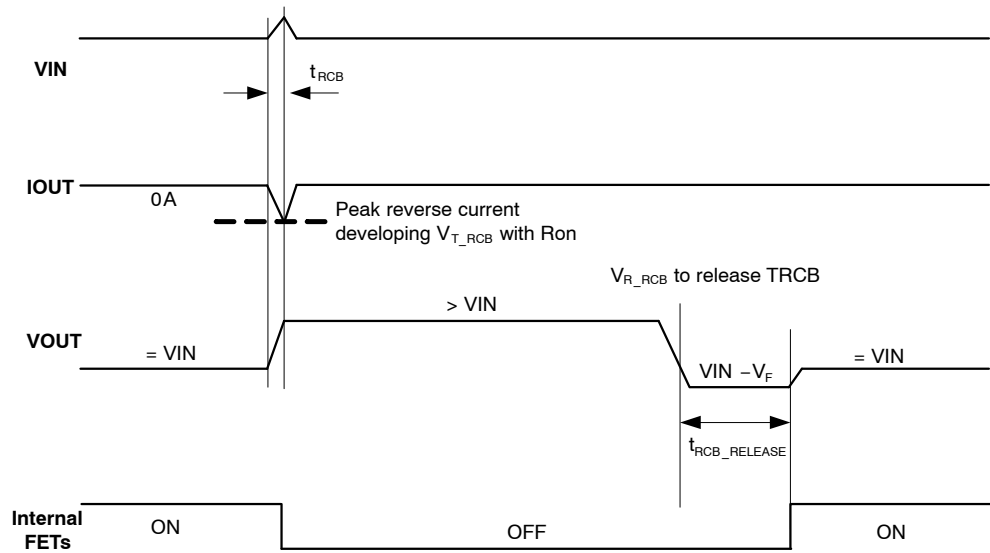 VIN
tRCB
IOUT
0A
Peak reverse current
developing VT_RCB with Ron
VR_RCB to release TRCB
> VIN
VOUT
= VIN
VIN −VF
= VIN
tRCB_RELEASE
Internal
FETs
ON
OFF
ON